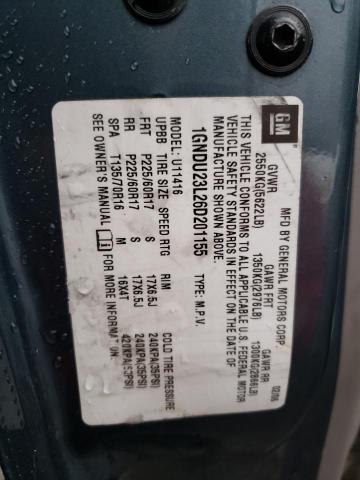 GM
MFD BY GENERAL MOTORS CORP 02/06
GVWR GAWR FRT GAWR RR
2550KG(5622LB) 1350KG(2976LB) 1300KG(2866LB)
THIS VEHICLE CONFORMS TO ALL APPLICABLE U.S. FEDERAL MOTOR
VEHICLE SAFETY STANDARDS IN EFFECT ON THE DATE OF
MANUFACTURE SHOWN ABOVE.
1GNDU23L26D201155 TYPE: M.P.V.
UPBB U11416
TIRE SIZE SPEED RTG RIM COLD TIRE PRESSURE
FRT P225/60R17 S 17X6.5J 240KPA(35PSI)
RR P225/60R17 S 17X6.5J 240KPA(35PSI)
SPA T135/70R16 M 16X4T 420KPA(
SEE OWNER'S MANUAL FOR MORE INFORMATION.